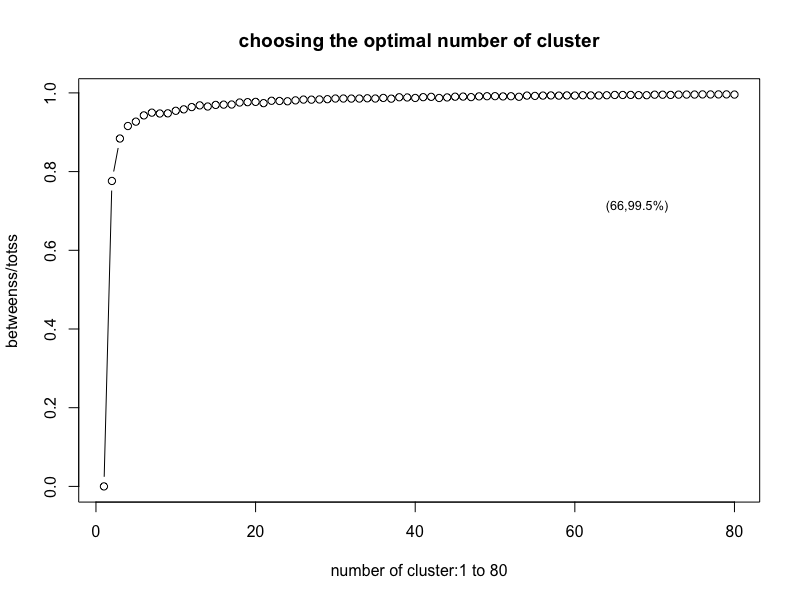 choosing the optimal number of cluster
betweenss/totss
1.0
0.8
0.6
0.4
0.2
0.0
(66,99.5%)
0 20 40 60 80
number of cluster:1 to 80